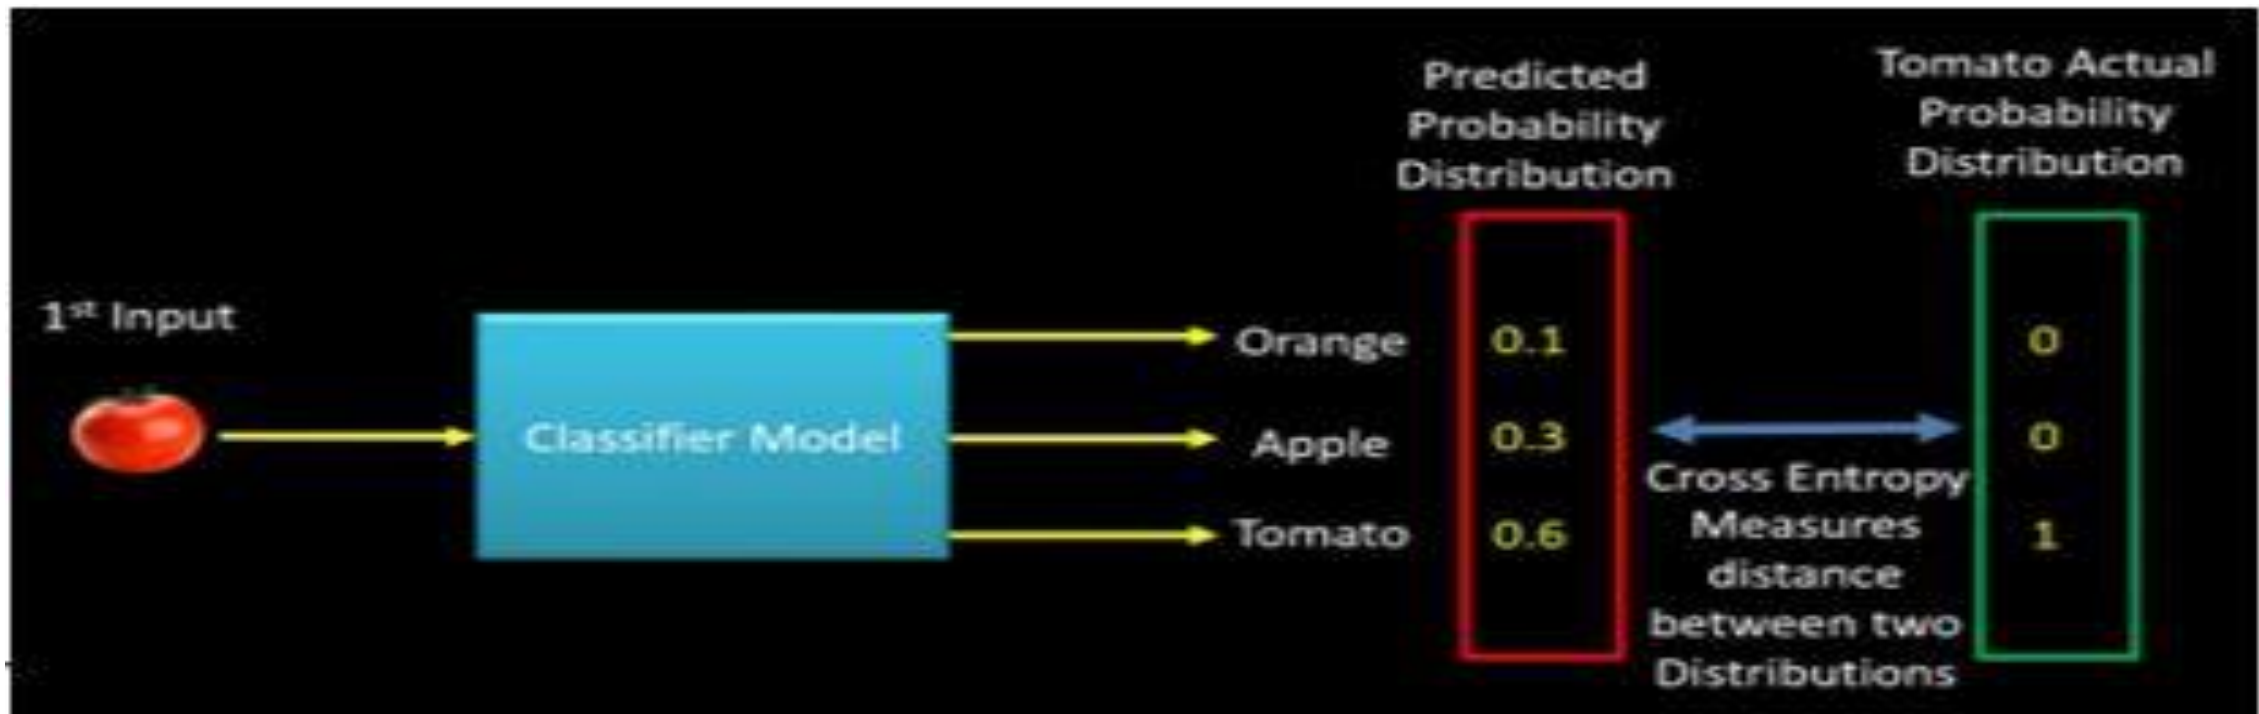 Predicted
Probability
Distribution
Tomato Actual
Probability
Distribution
1st Input
Classifier Model
Orange 0.1 0
Apple 0.3 0
Tomato 0.6 1
Cross Entropy
Measures
distance
between two
Distributions